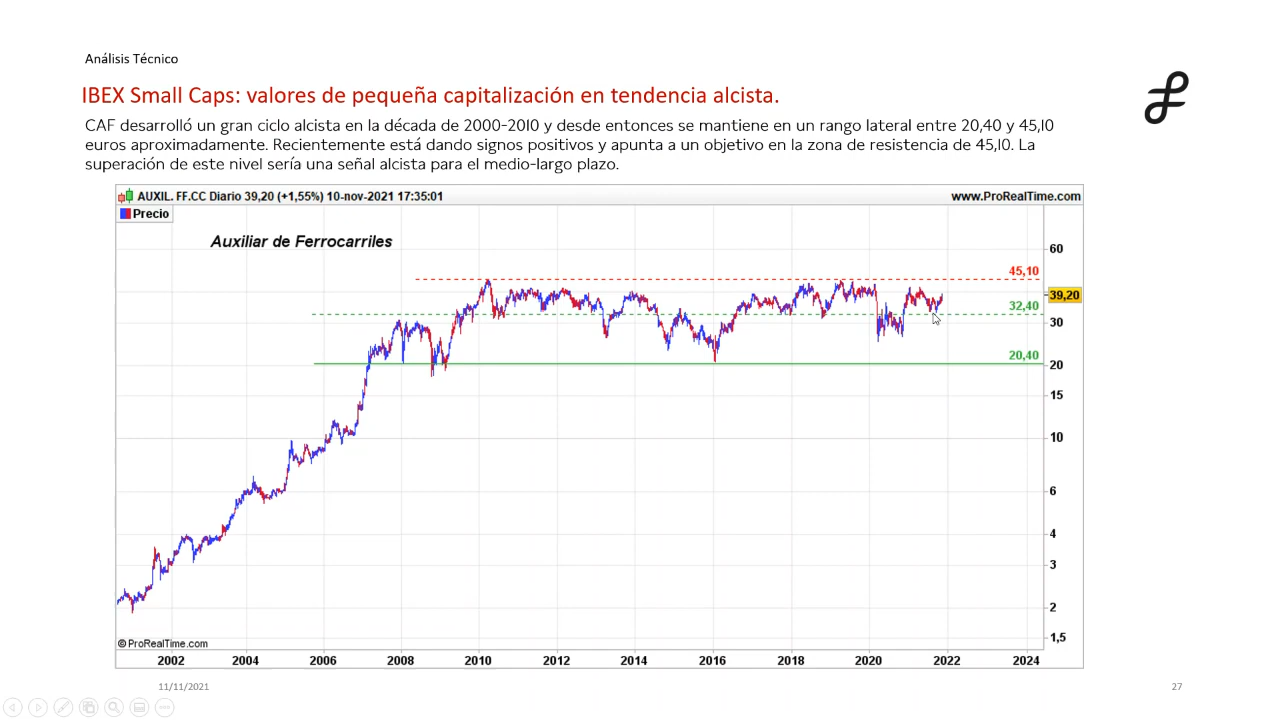 Análisis Técnico
IBEX Small Caps: valores de pequeña capitalización en tendencia alcista.
CAF desarrolló un gran ciclo alcista en la década de 2000-2010 y desde entonces se mantiene en un rango lateral entre 20,40 y 45,10
euros aproximadamente. Recientemente está dando signos positivos y apunta a un objetivo en la zona de resistencia de 45,10. La
superación de este nivel sería una señal alcista para el medio-largo plazo.
AUXIL. FF.CC Diario 39,20 (+1,55%) 10-nov-2021 17:35:01
www.ProRealTime.com
Precio
Auxiliar de Ferrocarriles
60
45,10
39,20
32,40
30
20,40
20
15
10
6
4
3
2
1,5
©ProRealTime.com
2002 2004 2006 2008 2010 2012 2014 2016 2018 2020 2022 2024
11/11/2021
27